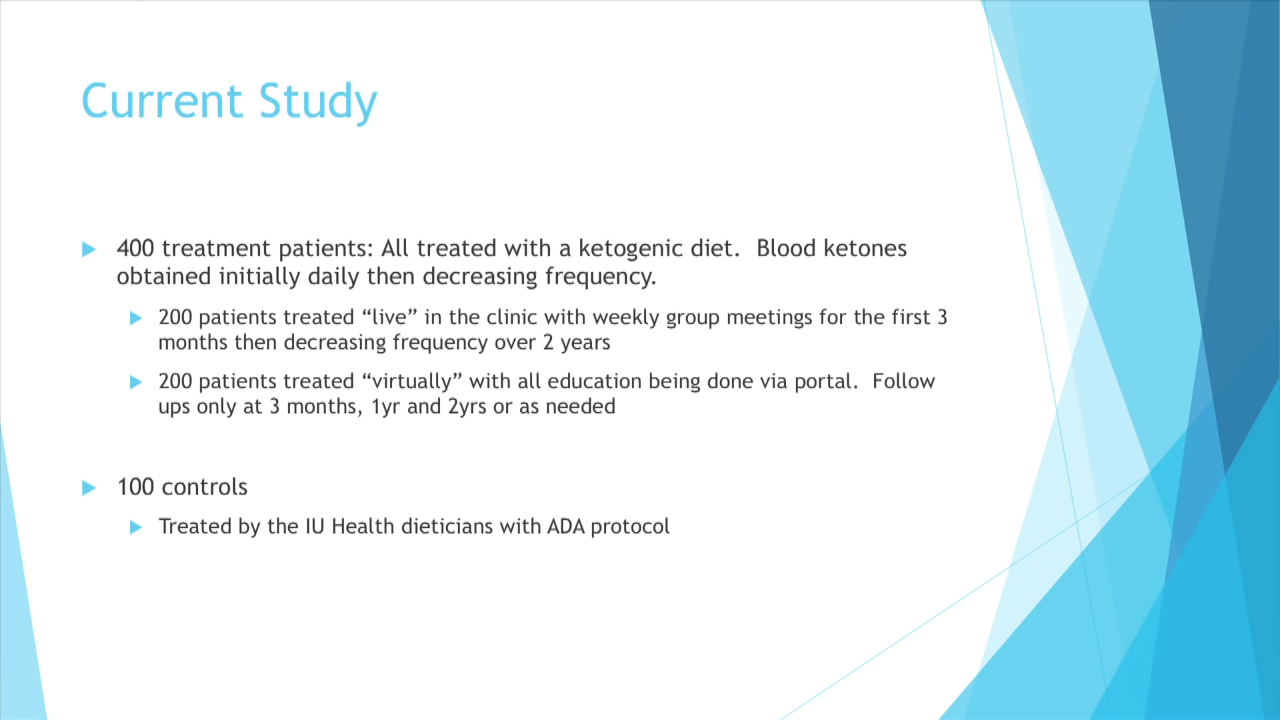 Current Study
400 treatment patients: All treated with a ketogenic diet.  Blood ketones
obtained initially daily then decreasing frequency.
200 patients treated “live” in the clinic with weekly group meetings for the first 3
months then decreasing frequency over 2 years
200 patients treated “virtually” with all education being done via portal.  Follow
ups only at 3 months, 1yr and 2yrs or as needed
100 controls
Treated by the IU Health dieticians with ADA protocol